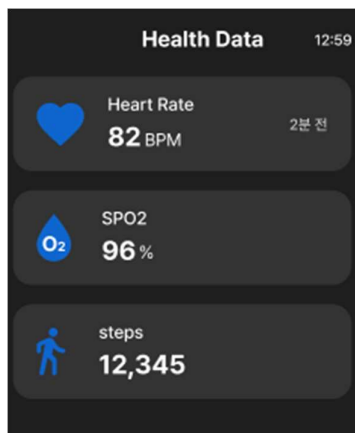 Health Data 12:59
Heart Rate
82 BPM
2분 전
SPO2
O2
96 %
steps
12,345